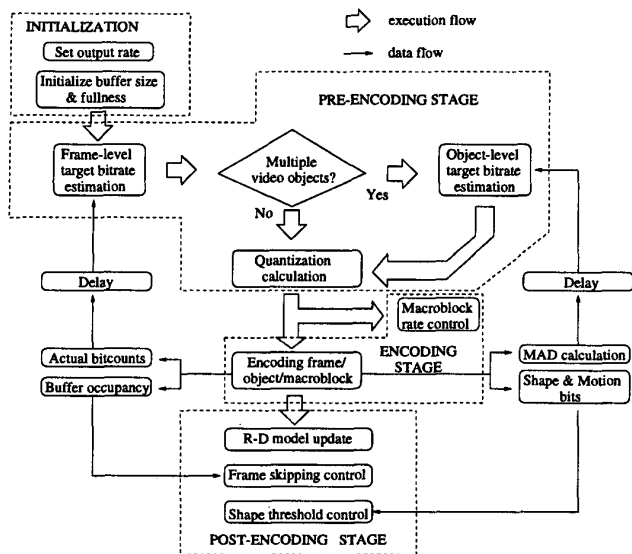 INITIALIZATION
Set output rate
Initialize buffer size
& fullness
execution flow
data flow
PRE-ENCODING STAGE
Frame-level
target bitrate
estimation
Multiple
video objects?
Yes
No
Object-level
target bitrate
estimation
Quantization
calculation
Delay
Delay
Macroblock
rate control
Actual bitcounts
Buffer occupancy
Encoding frame/
object/macroblock
ENCODING
STAGE
MAD calculation
Shape & Motion
bits
R-D model update
Frame skipping control
Shape threshold control
POST-ENCODING STAGE